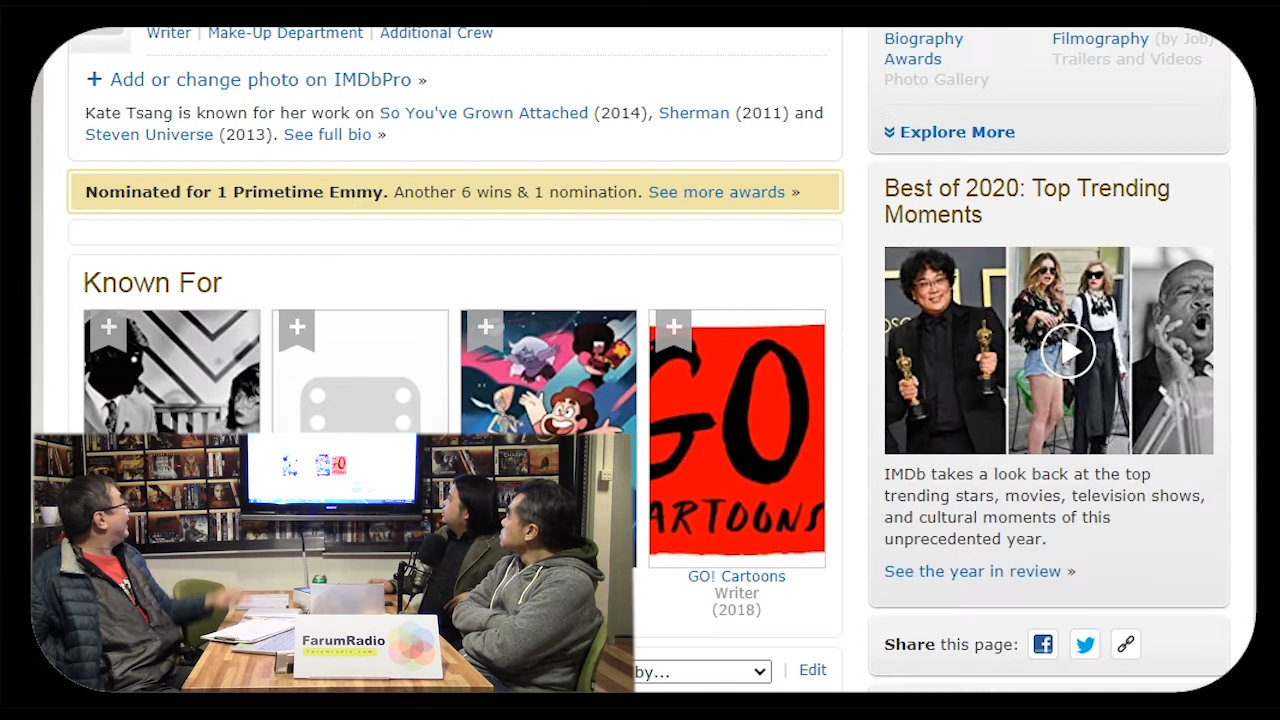 Writer | Make-Up Department | Additional Crew
+ Add or change photo on IMDbPro »
Kate Tsang is known for her work on So You've Grown Attached (2014), Sherman (2011) and
Steven Universe (2013). See full bio »
Nominated for 1 Primetime Emmy. Another 6 wins & 1 nomination. See more awards »
Known For
GO
CARTOONS
GO! Cartoons
Writer
(2018)
by...
| Edit
Biography
Filmography (by Job)
Awards
Trailers and Videos
Photo Gallery
Explore More
Best of 2020: Top Trending
Moments
IMDb takes a look back at the top
trending stars, movies, television shows,
and cultural moments of this
unprecedented year.
See the year in review »
Share this page:
FarumRadio
Farumradio.com